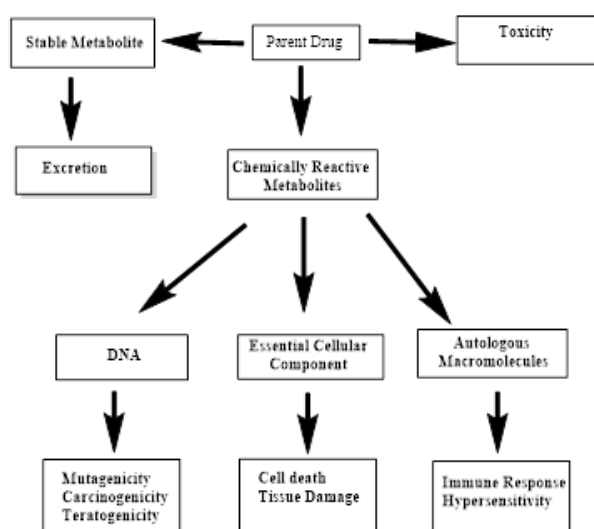 Stable Metabolite
Parent Drug
Toxicity
Excretion
Chemically Reactive
Metabolites
DNA
Essential Cellular
Component
Autologous
Macromolecules
Mutagenicity
Carcinogenicity
Teratogenicity
Cell death
Tissue Damage
Immune Response
Hypersensitivity